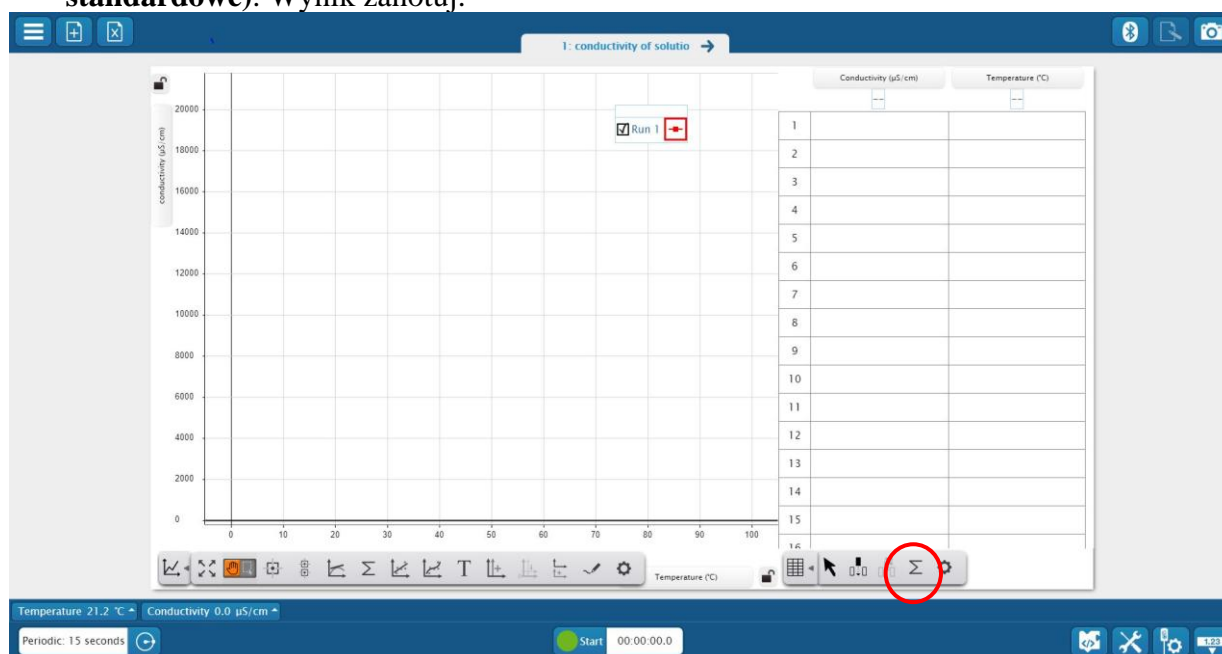 standardowe). Wynik zanotuj.
1: conductivity of solutio
Conductivity (µS/cm) Temperature (℃)
-- --
conductivity (µS/cm)
20000
18000
16000
14000
12000
10000
8000
6000
4000
2000
0
Run 1
0 10 20 30 40 50 60 70 80 90 100
Temperature (℃)
1
2
3
4
5
6
7
8
9
10
11
12
13
14
15
16
T Σ
Σ
Temperature 21.2 ℃ Conductivity 0.0 µS/cm
Periodic: 15 seconds Start 00:00:00.0
1.23